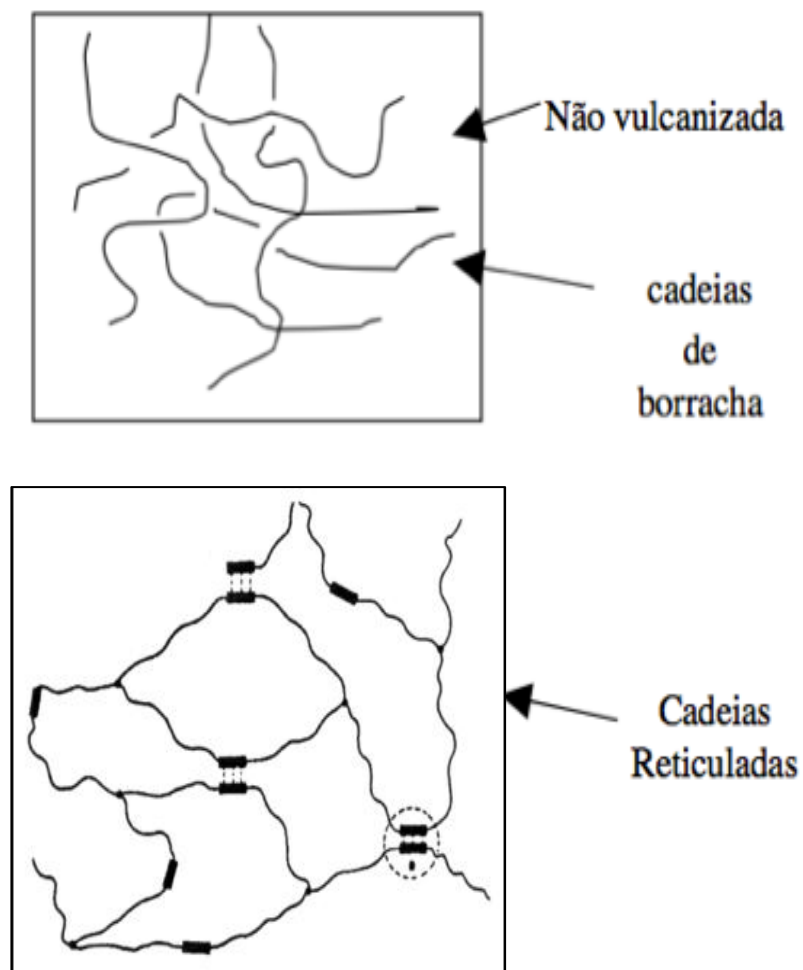 Não vulcanizada
cadeias
de
borracha
Cadeias
Reticuladas